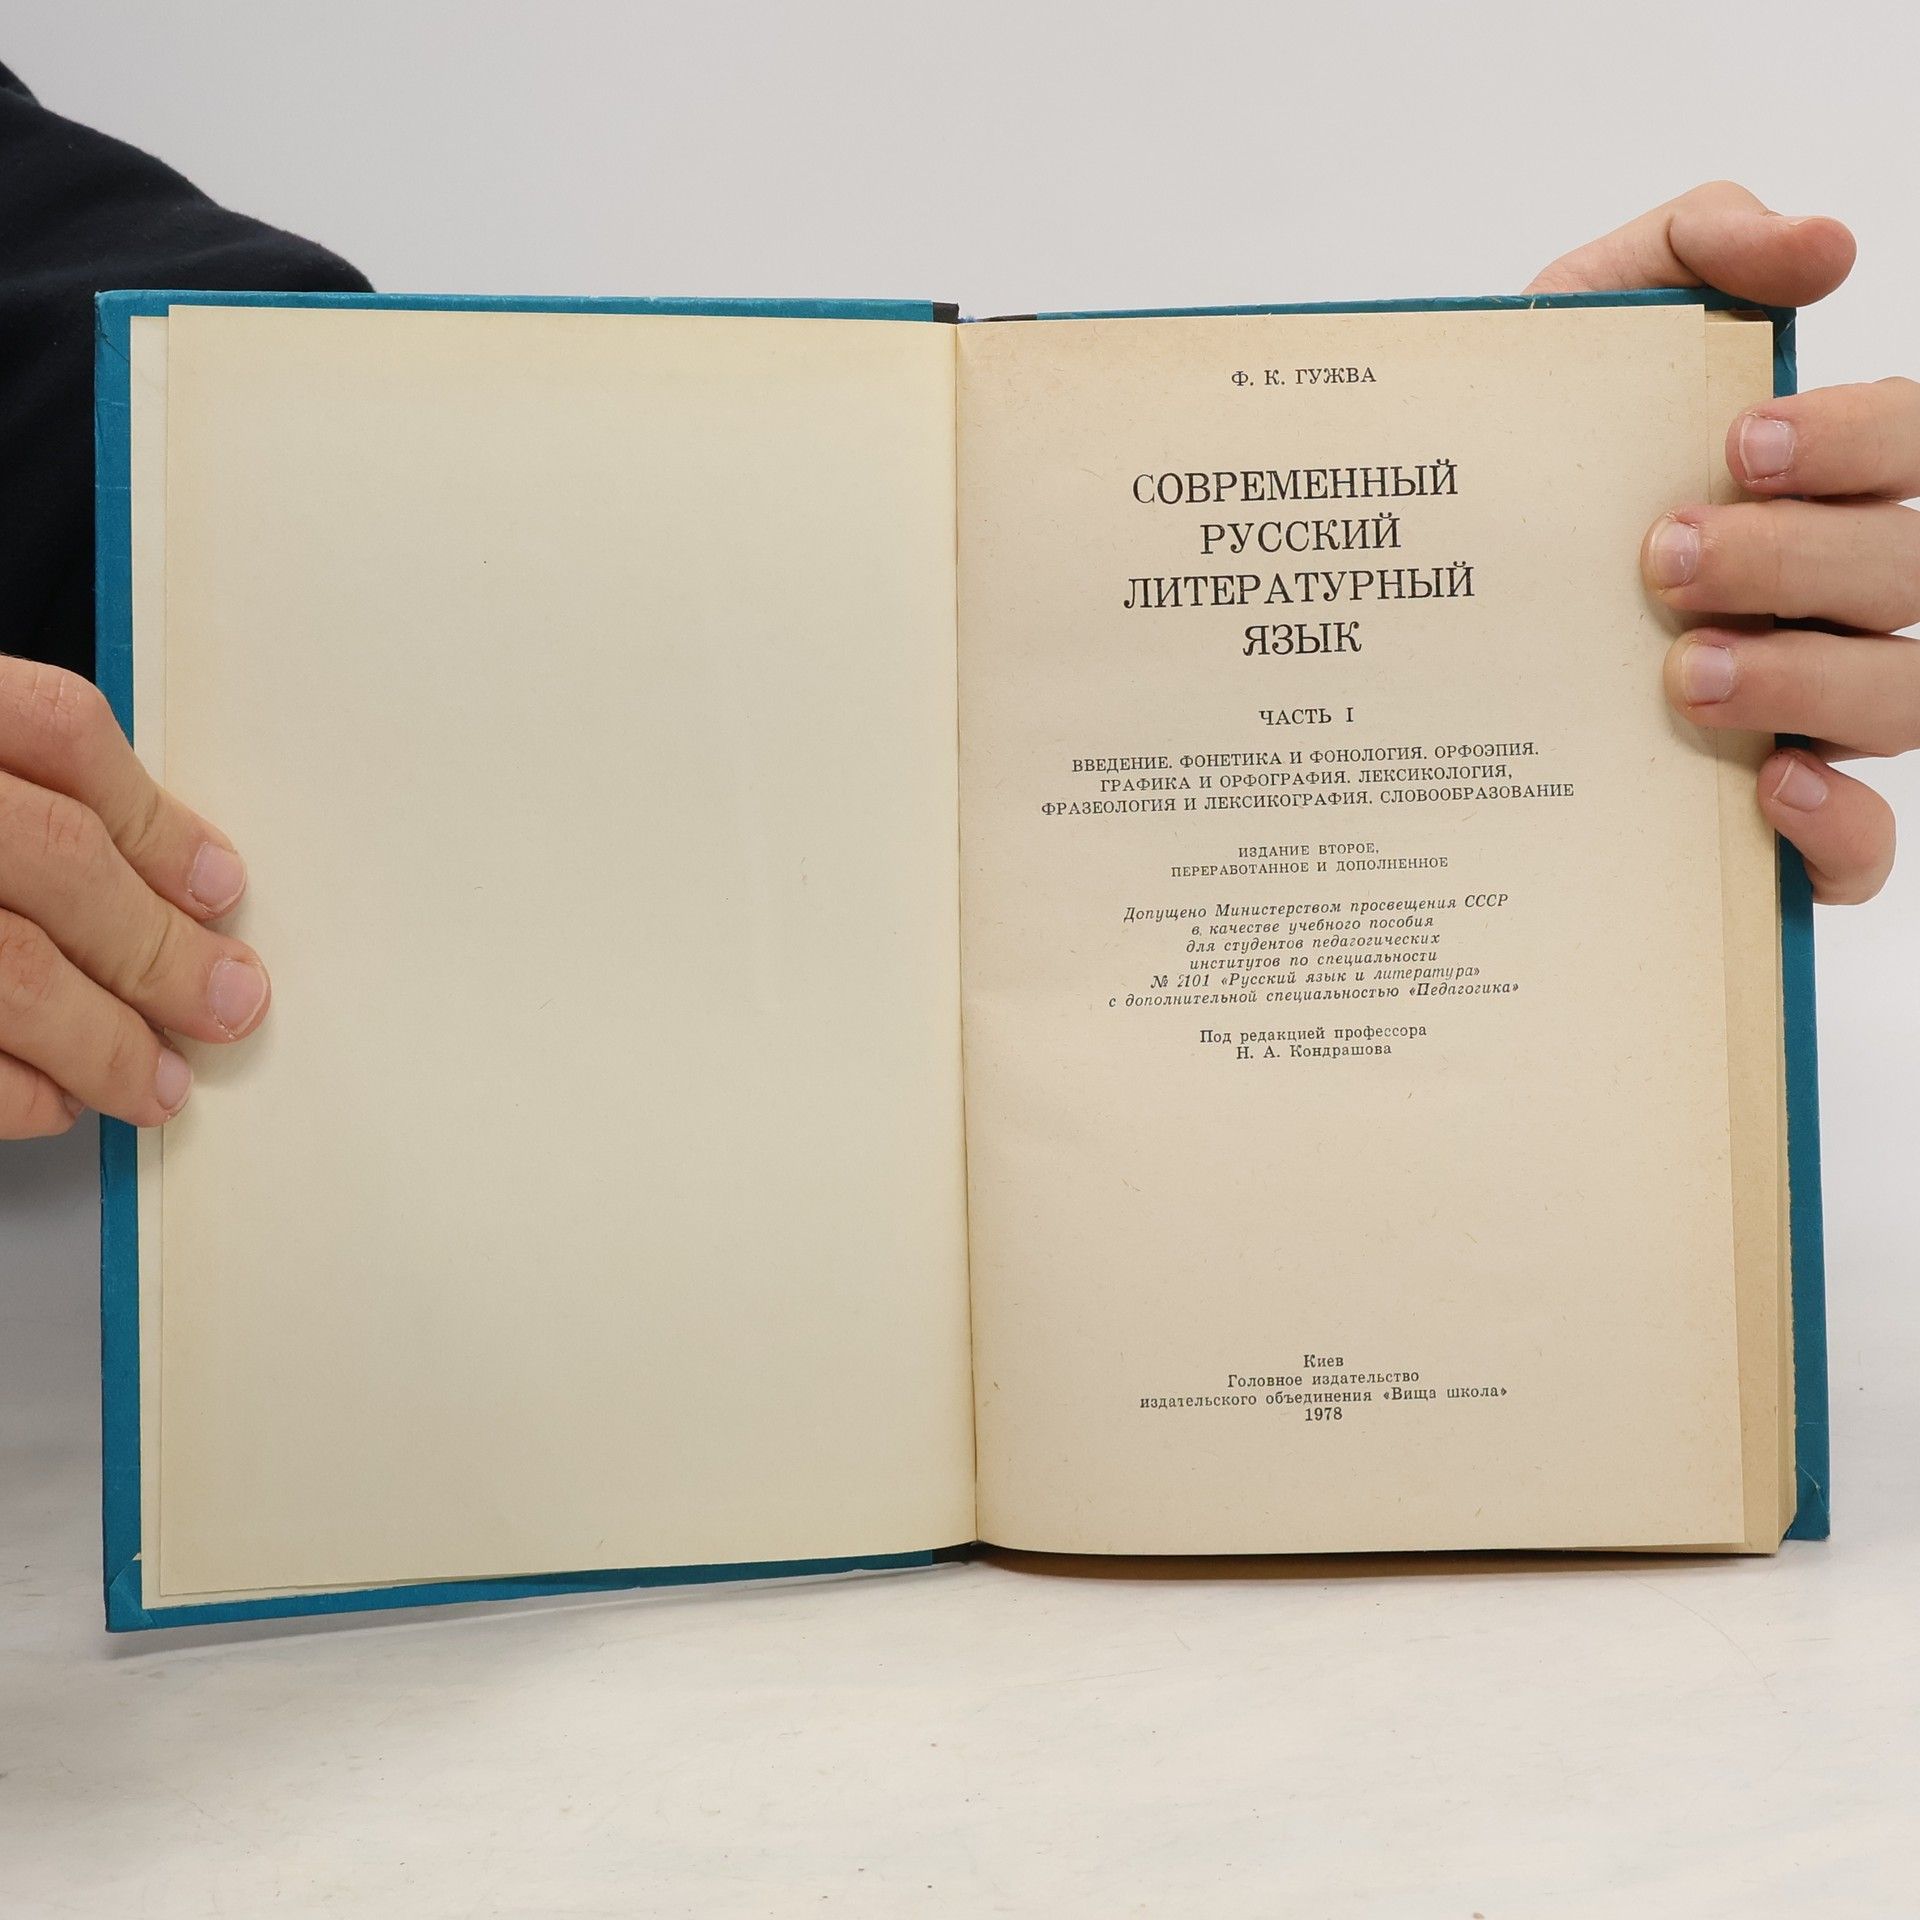 Ф. К. ГУЖВА
СОВРЕМЕННЫЙ
РУССКИЙ
ЛИТЕРАТУРНЫЙ
ЯЗЫК
ЧАСТЬ I
ВВЕДЕНИЕ. ФОНЕТИКА И ФОНОЛОГИЯ. ОРФОЭПИЯ.
ГРАФИКА И ОРФОГРАФИЯ. ЛЕКСИКОЛОГИЯ,
ФРАЗЕОЛОГИЯ И ЛЕКСИКОГРАФИЯ. СЛОВООБРАЗОВАНИЕ
ИЗДАНИЕ ВТОРОЕ,
ПЕРЕРАБОТАННОЕ И ДОПОЛНЕННОЕ
Допущено Министерством просвещения СССР
в качестве учебного пособия
для студентов педагогических
институтов по специальности
№ 2101 «Русский язык и литература»
с дополнительной специальностью «Педагогика»
Под редакцией профессора
Н. А. Кондрашова
Киев
Головное издательство
издательского объединения «Вища школа»
1978